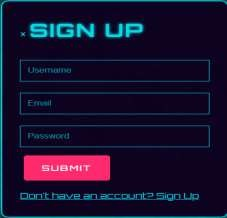 × SIGN UP
Username
Email
Password
SUBMIT
Don't have an account? Sign Up